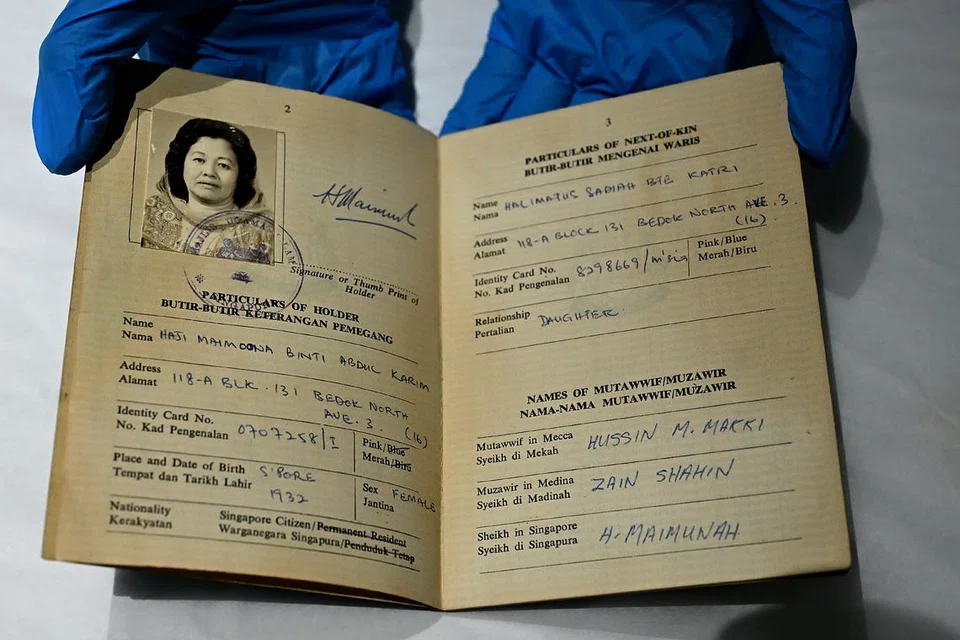 2
H Maimunah
Signature or Thumb Print of
Holder
PARTICULARS OF HOLDER
BUTIR-BUTIR KETERANGAN PEMEGANG
Name
Nama HAJI MAIMOONA BINTI ABDUL KARIM
Address
Alamat 118-A BLK. 131 BEDOK NORTH
AVE. 3. (16)
Identity Card No.
No. Kad Pengenalan 0707258/I
Pink/Blue
Merah/Biru
Place and Date of Birth
Tempat dan Tarikh Lahir S'PORE
1932
Sex FEMALE
Jantina
Nationality
Kerakyatan
Singapore Citizen/Permanent Resident
Warganegara Singapura/Penduduk Tetap
3
PARTICULARS OF NEXT-OF-KIN
BUTIR-BUTIR MENGENAI WARIS
Name
Nama HALIMATUS SADIAH BTE KATRI
Address
Alamat 118-A BLOCK 131 BEDOK NORTH AVE. 3.
(16)
Identity Card No.
No. Kad Pengenalan 8298669/m'sia
Pink/Blue
Merah/Biru
Relationship
Pertalian DAUGHTER.
NAMES OF MUTAWWIF/MUZAWIR
NAMA-NAMA MUTAWWIF/MUZAWIR
Mutawwif in Mecca
Syeikh di Mekah HUSSIN M. MAKKI
Muzawir in Medina
Syeikh di Madinah ZAIN SHAHIN
Sheikh in Singapore
Syeikh di Singapura H. MAIMUNAH